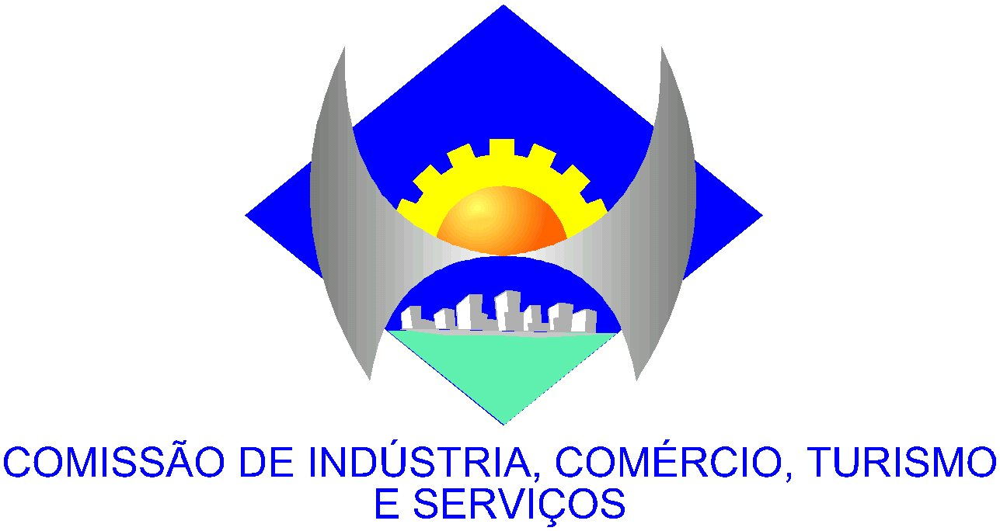 COMISSÃO DE INDÚSTRIA, COMÉRCIO, TURISMO
E SERVIÇOS